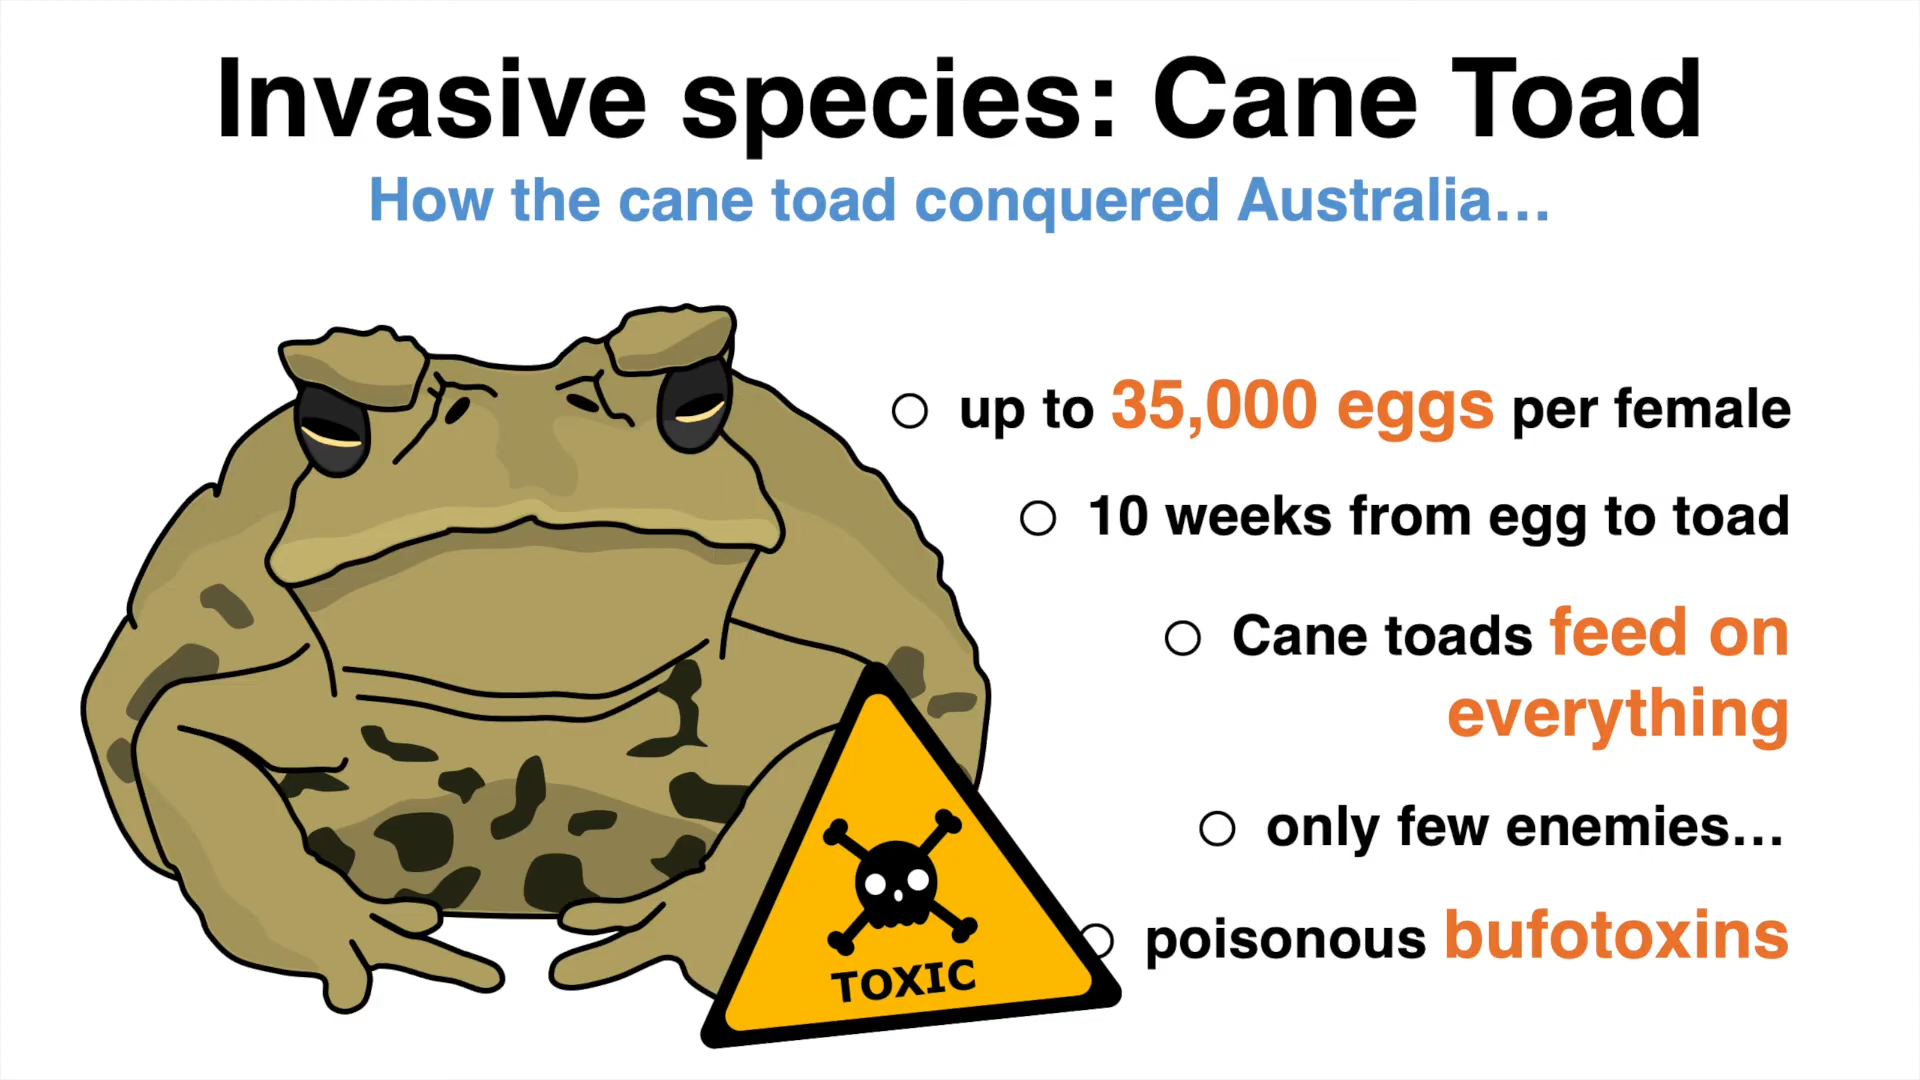 Invasive species: Cane Toad
How the cane toad conquered Australia…
up to 35,000 eggs per female
10 weeks from egg to toad
Cane toads feed on
everything
only few enemies…
poisonous bufotoxins
TOXIC